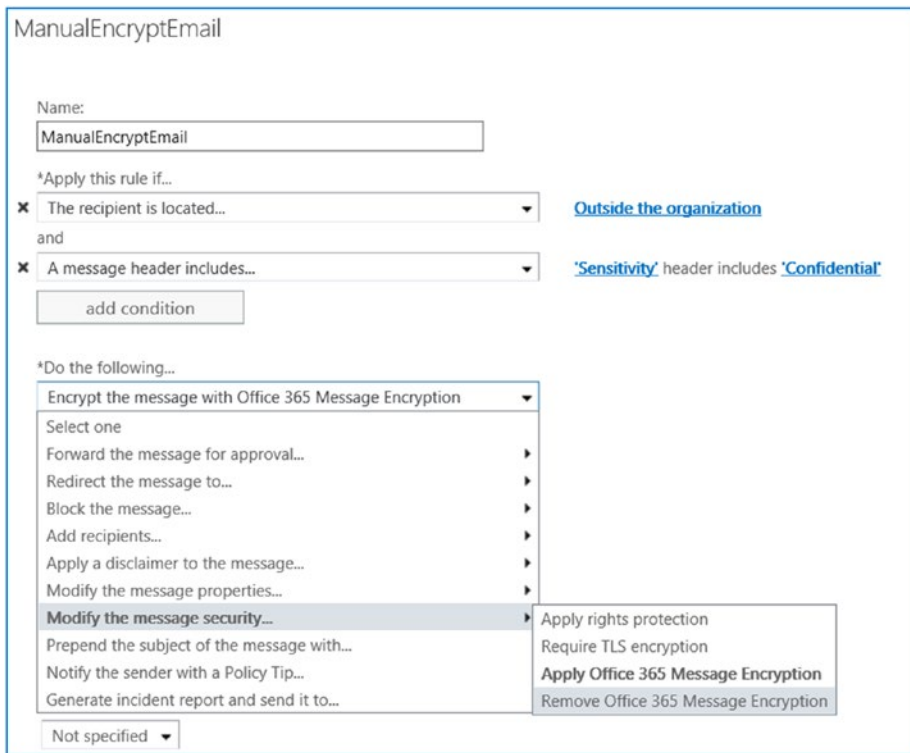 ManualEncryptEmail
Name:
ManualEncryptEmail
*Apply this rule if...
The recipient is located... Outside the organization
and
A message header includes... 'Sensitivity' header includes 'Confidential'
add condition
*Do the following...
Encrypt the message with Office 365 Message Encryption
Select one
Forward the message for approval...
Redirect the message to...
Block the message...
Add recipients...
Apply a disclaimer to the message...
Modify the message properties...
Modify the message security...
Apply rights protection
Require TLS encryption
Apply Office 365 Message Encryption
Remove Office 365 Message Encryption
Prepend the subject of the message with...
Notify the sender with a Policy Tip...
Generate incident report and send it to...
Not specified